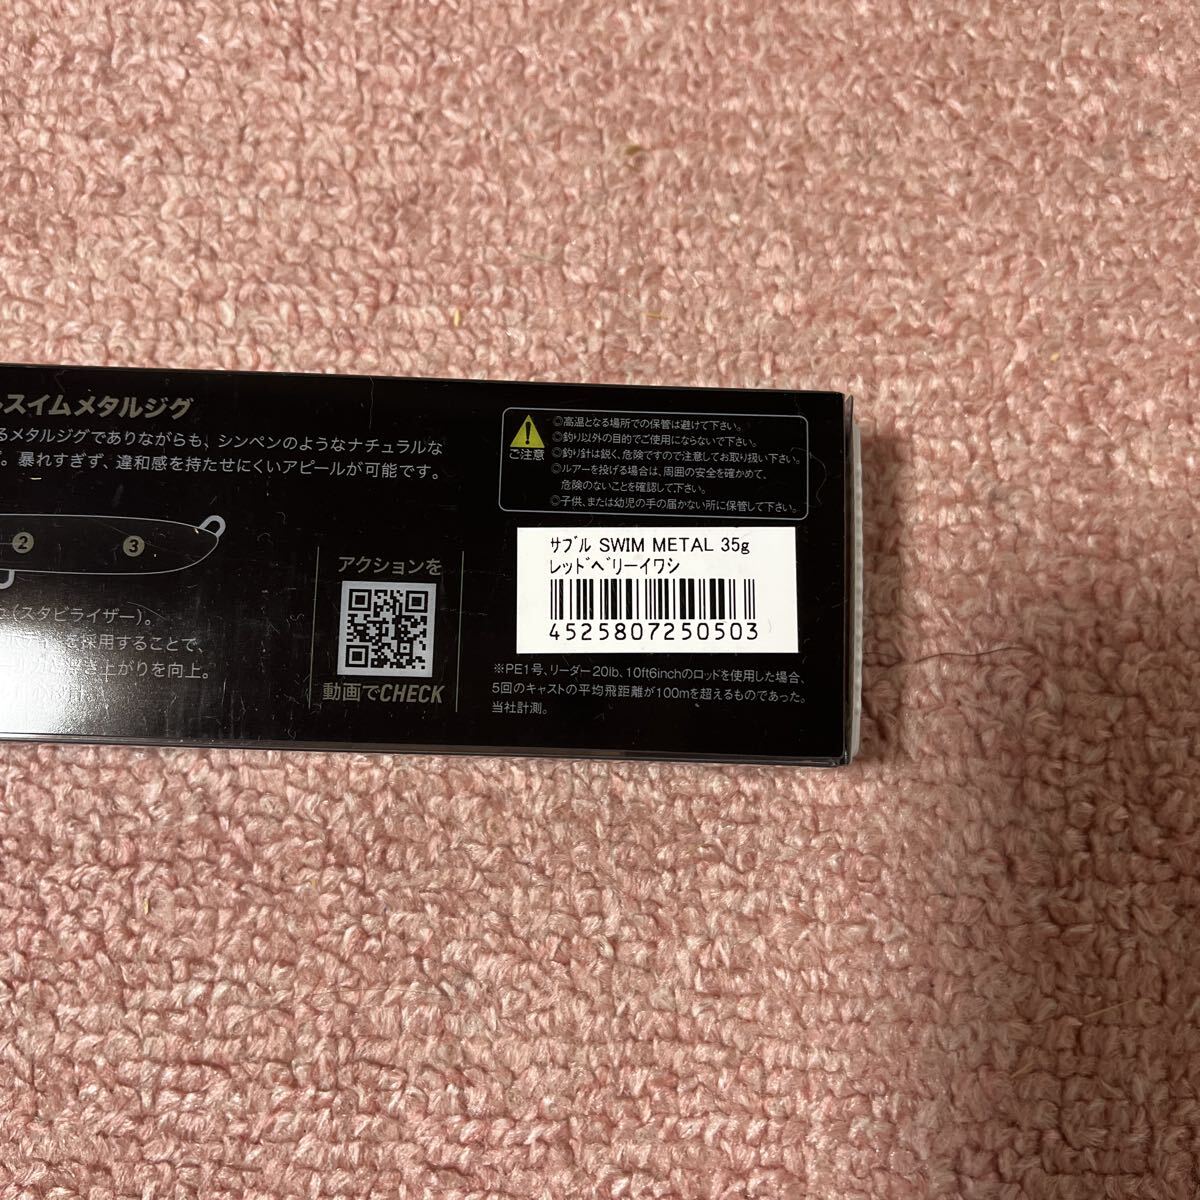 スイムメタルジグ
るメタルジグでありながらも、シンペンのようなナチュラルな
。暴れすぎず、違和感を持たせにくいアピールが可能です。
2
3
(スタビライザー)。
を採用することで、
き上がりを向上。
アクションを
動画でCHECK
ご注意
◎高温となる場所での保管は避けて下さい。
◎釣り以外の目的でご使用にならないで下さい。
◎釣り針は鋭く、危険ですので注意してお取り扱い下さい。
◎ルアーを投げる場合は、周囲の安全を確かめて、
危険のないことを確認して下さい。
◎子供、または幼児の手の届かない所に保管して下さい。
ｻﾌﾞﾙ SWIM METAL 35g
ﾚｯﾄﾞﾍﾞﾘｰｲﾜｼ
4525807250503
※PE1号、リーダー20lb、10ft6inchのロッドを使用した場合、
5回のキャストの平均飛距離が100mを超えるものであった。
当社計測。